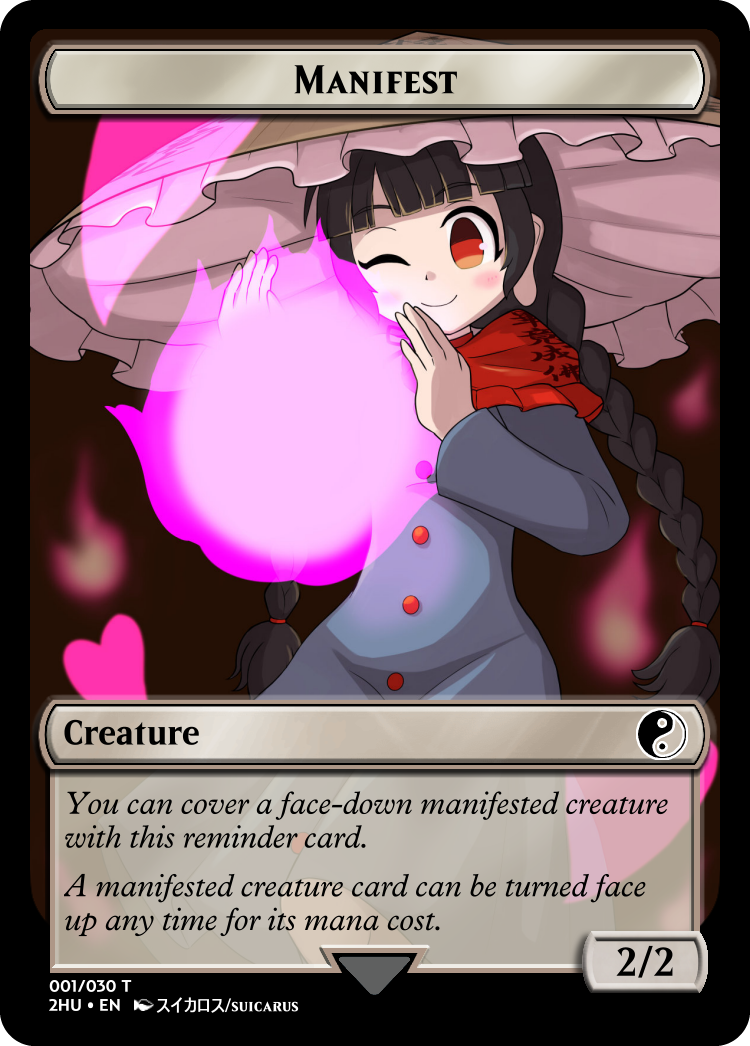 Manifest
Creature
You can cover a face-down manifested creature
with this reminder card.
A manifested creature card can be turned face
up any time for its mana cost.
2/2
001/030 T
2HU • EN スイカロス/SUICARUS